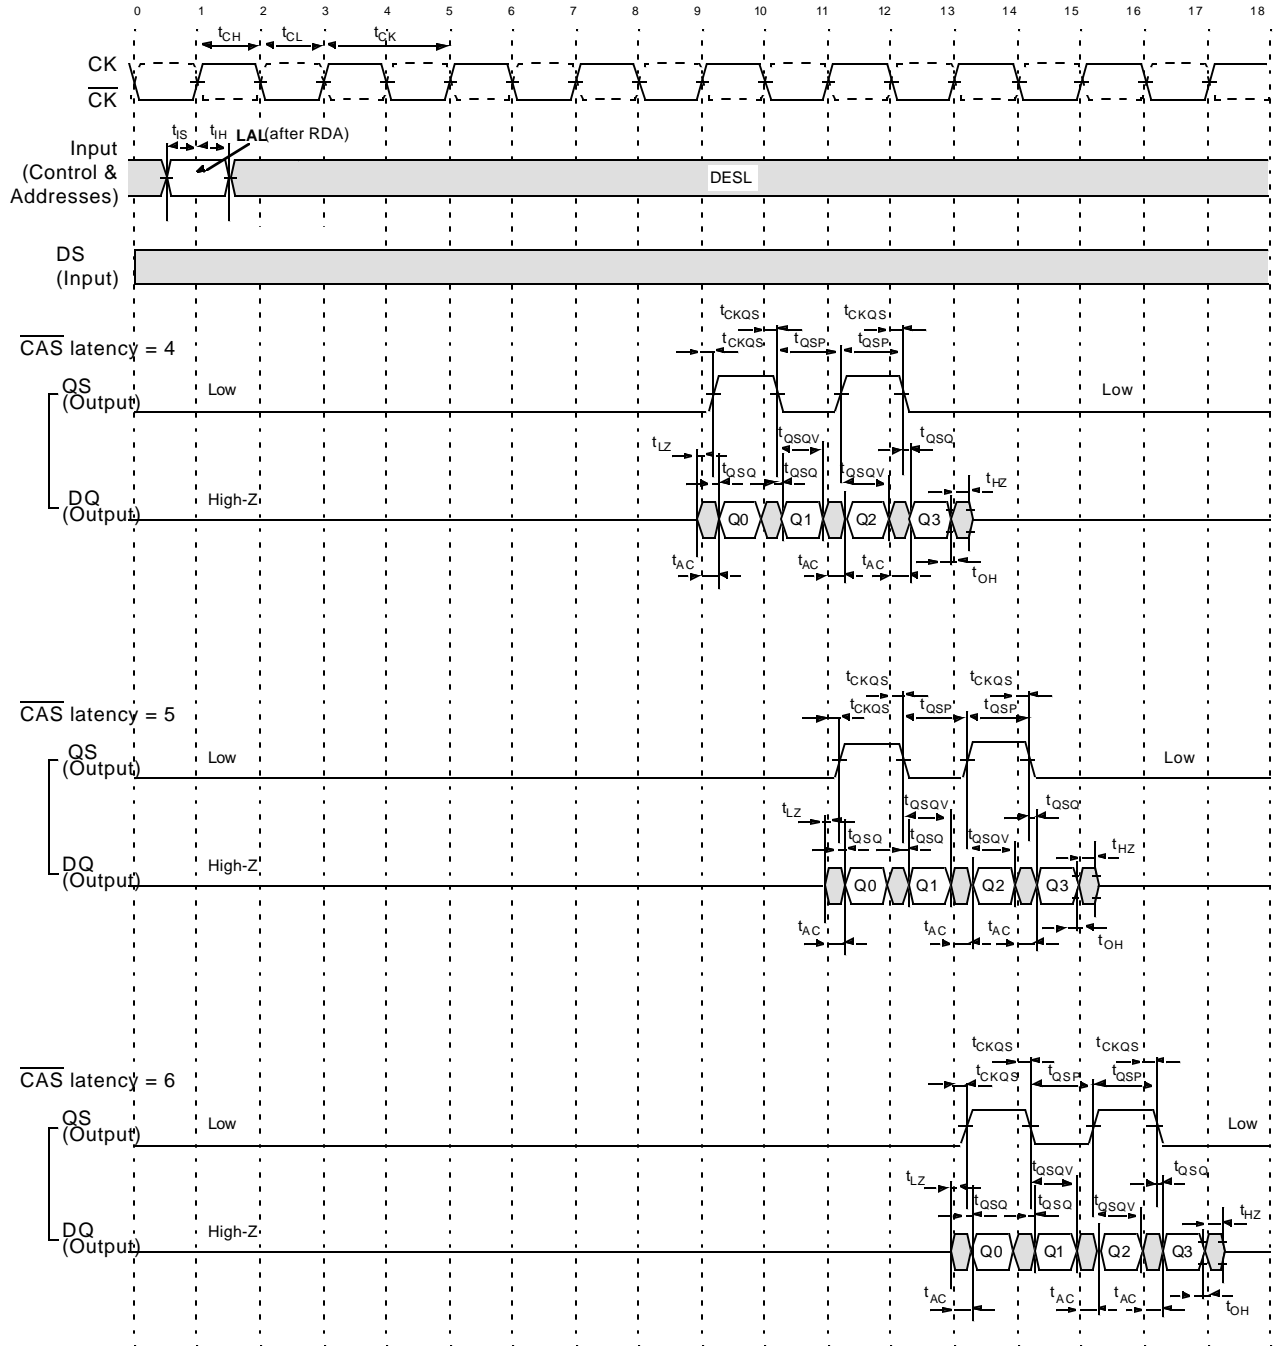 0 1 2 3 4 5 6 7 8 9 10 11 12 13 14 15 16 17 18
tCH tCL tCK
CK
CK
tIS tIH LAL(after RDA)
Input
(Control &
Addresses)
DESL
DS
(Input)
tCKQS tCKQS
CAS latency = 4
tCKQS tQSP tQSP
QS
(Output)
Low Low
tLZ tQSQV tQSQ
tQSQ tQSQ tQSQV tHZ
DQ
(Output)
High-Z
Q0 Q1 Q2 Q3
tAC tAC tAC tOH
tCKQS tCKQS
CAS latency = 5
tCKQS tQSP tQSP
QS
(Output)
Low Low
tLZ tQSQV tQSQ
tQSQ tQSQ tQSQV tHZ
DQ
(Output)
High-Z
Q0 Q1 Q2 Q3
tAC tAC tAC tOH
tCKQS tCKQS
CAS latency = 6
tCKQS tQSP tQSP
QS
(Output)
Low Low
tLZ tQSQV tQSQ
tQSQ tQSQ tQSQV tHZ
DQ
(Output)
High-Z
Q0 Q1 Q2 Q3
tAC tAC tAC tOH